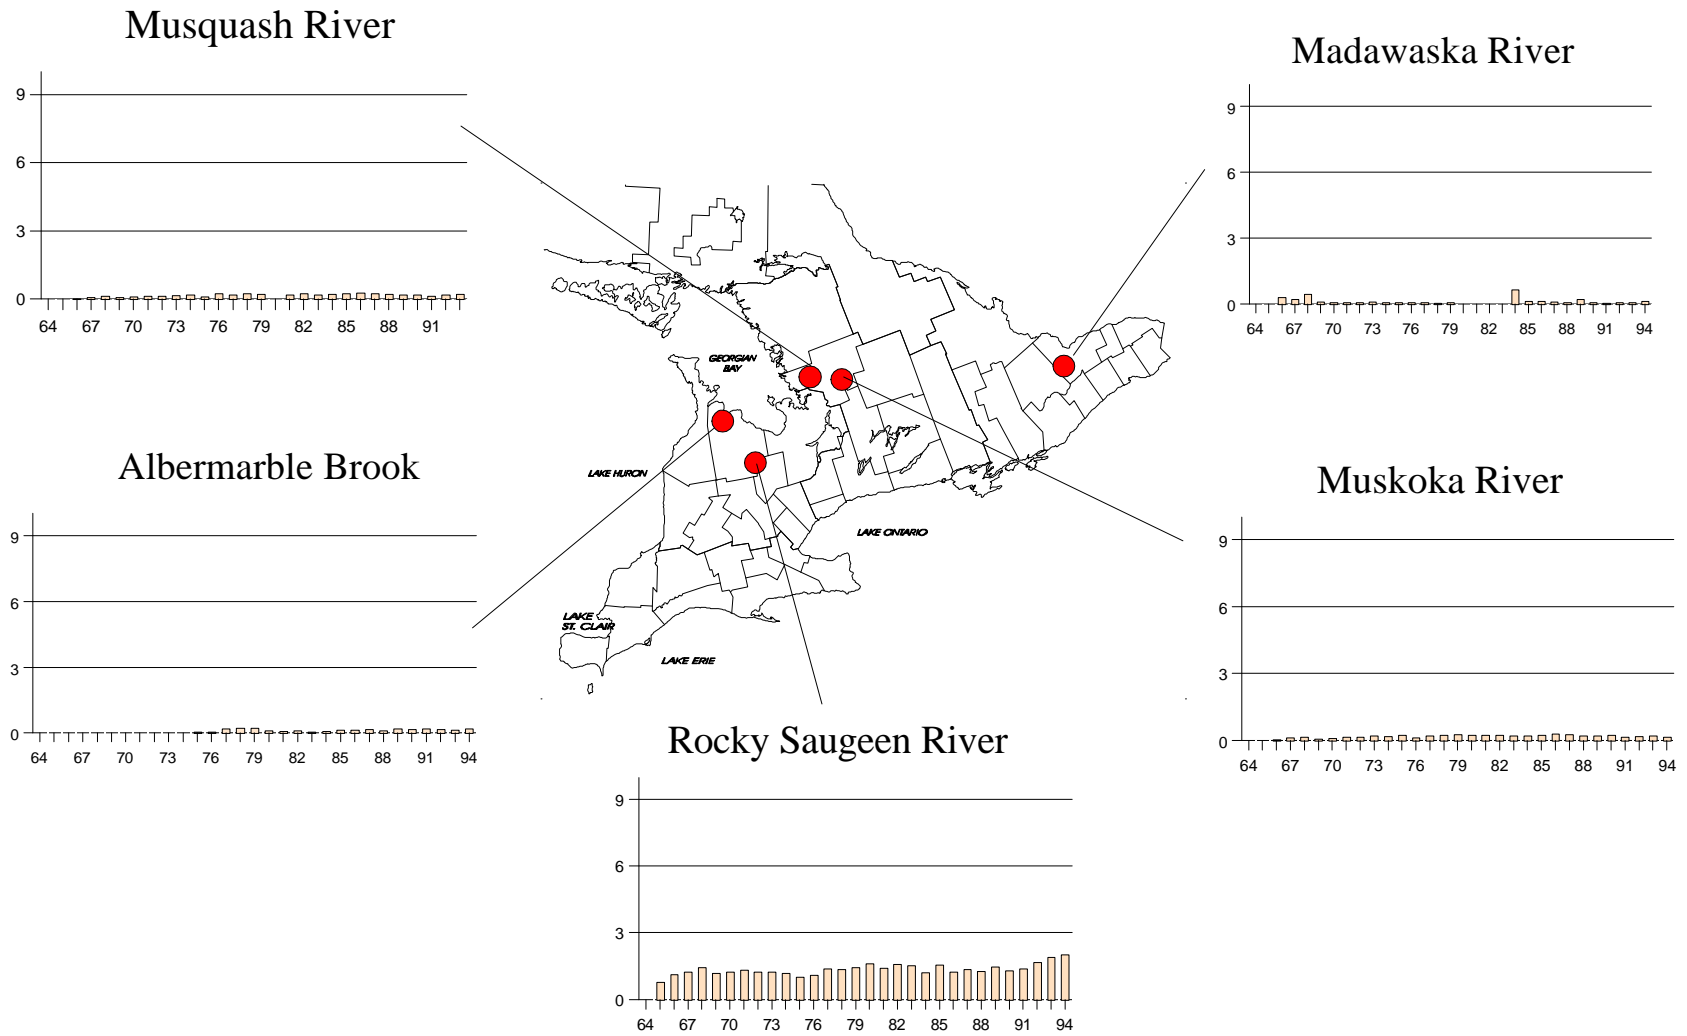 Musquash River
9
6
3
0
64 67 70 73 76 79 82 85 88 91
Madawaska River
9
6
3
0
64 67 70 73 76 79 82 85 88 91 94
GEORGIAN
BAY
LAKE HURON
LAKE ONTARIO
LAKE
ST. CLAIR
LAKE ERIE
Albermarble Brook
9
6
3
0
64 67 70 73 76 79 82 85 88 91 94
Muskoka River
9
6
3
0
64 67 70 73 76 79 82 85 88 91 94
Rocky Saugeen River
9
6
3
0
64 67 70 73 76 79 82 85 88 91 94